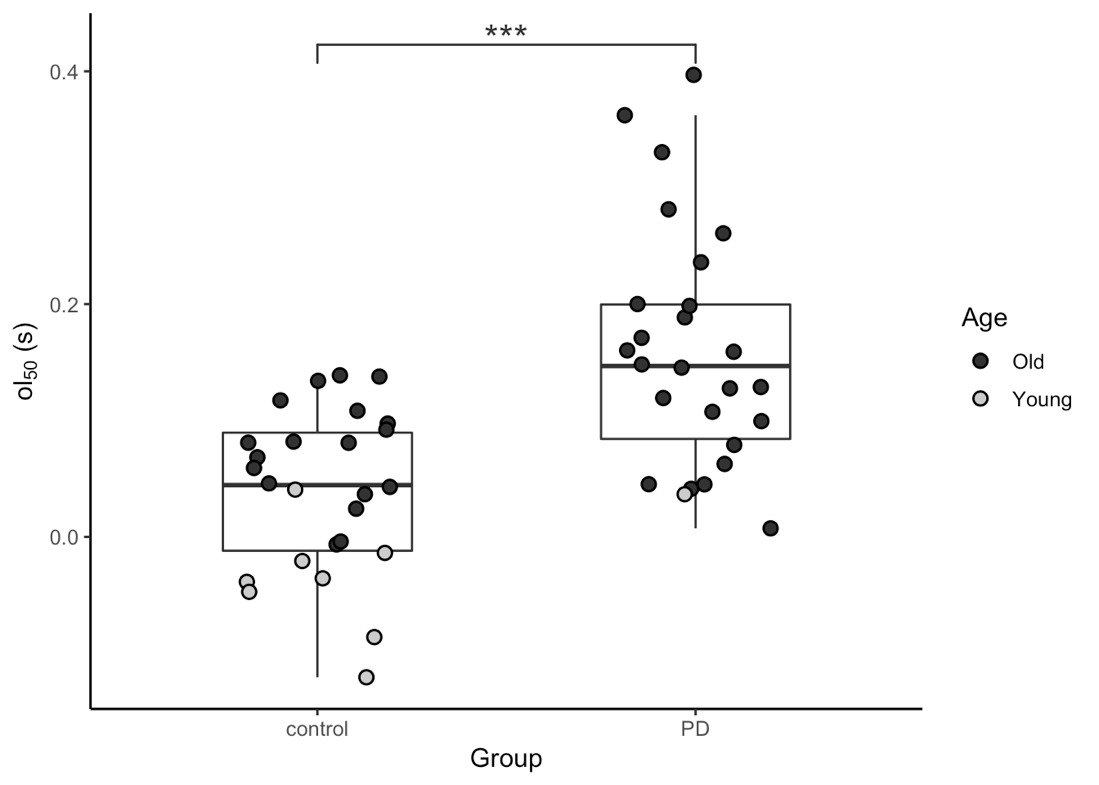 ***
0.4
0.2
0.0
ol50 (s)
control
PD
Group
Age
Old
Young